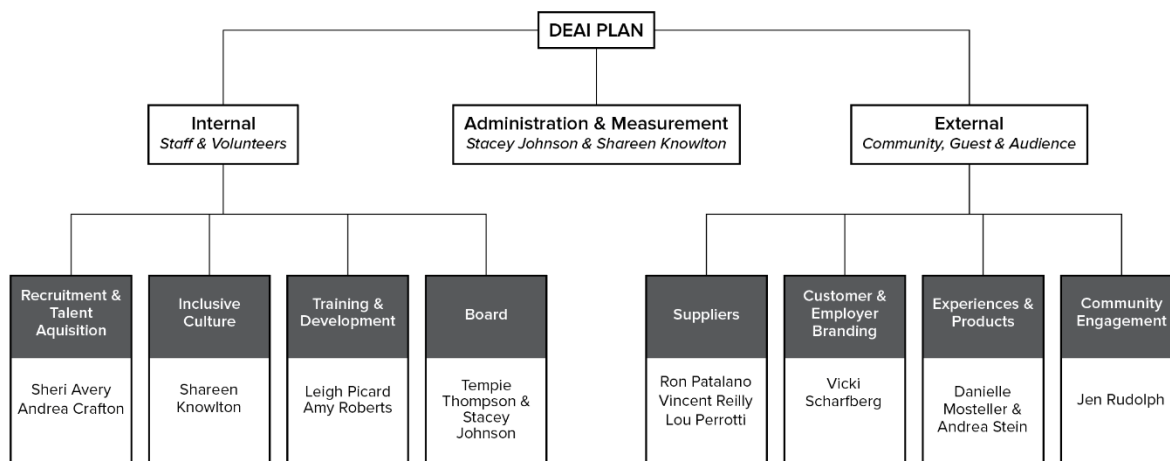 DEAI PLAN
Internal
Staff & Volunteers
Administration & Measurement
Stacey Johnson & Shareen Knowlton
External
Community, Guest & Audience
Recruitment &
Talent
Aquisition
Sheri Avery
Andrea Crafton
Inclusive
Culture
Shareen
Knowlton
Training &
Development
Leigh Picard
Amy Roberts
Board
Tempie
Thompson &
Stacey
Johnson
Suppliers
Ron Patalano
Vincent Reilly
Lou Perrotti
Customer &
Employer
Branding
Vicki
Scharfberg
Experiences &
Products
Danielle
Mosteller &
Andrea Stein
Community
Engagement
Jen Rudolph